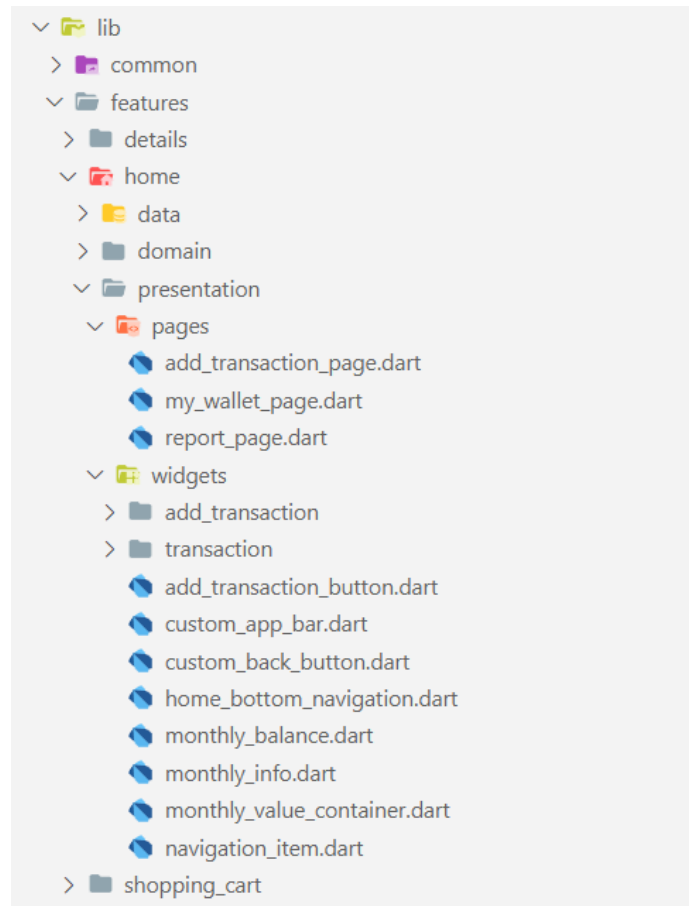 lib
common
features
details
home
data
domain
presentation
pages
add_transaction_page.dart
my_wallet_page.dart
report_page.dart
widgets
add_transaction
transaction
add_transaction_button.dart
custom_app_bar.dart
custom_back_button.dart
home_bottom_navigation.dart
monthly_balance.dart
monthly_info.dart
monthly_value_container.dart
navigation_item.dart
shopping_cart